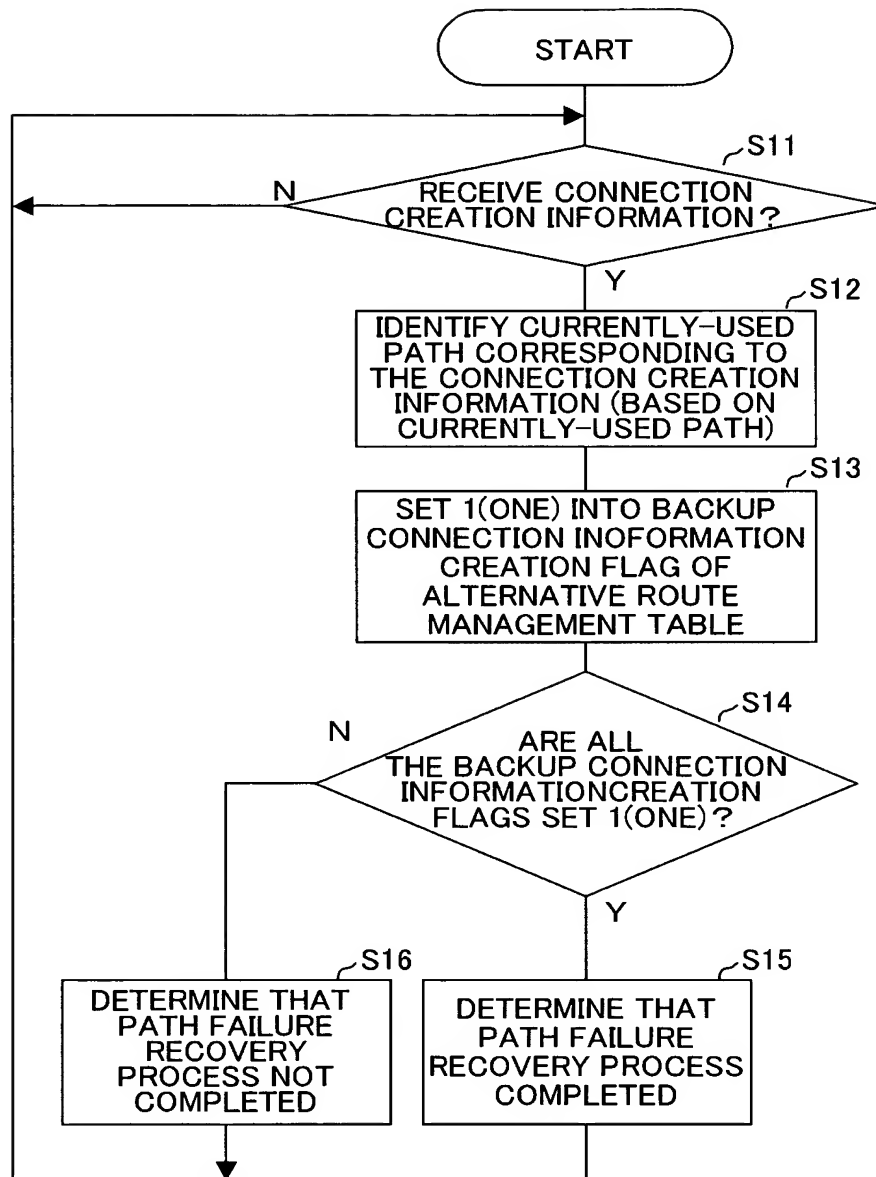 START
S11
N
RECEIVE CONNECTION
CREATION INFORMATION?
Y
S12
IDENTIFY CURRENTLY-USED
PATH CORRESPONDING TO
THE CONNECTION CREATION
INFORMATION (BASED ON
CURRENTLY-USED PATH)
S13
SET 1(ONE) INTO BACKUP
CONNECTION INOFORMATION
CREATION FLAG OF
ALTERNATIVE ROUTE
MANAGEMENT TABLE
S14
N
ARE ALL
THE BACKUP CONNECTION
INFORMATIONCREATION
FLAGS SET 1(ONE)?
Y
S16
DETERMINE THAT
PATH FAILURE
RECOVERY
PROCESS NOT
COMPLETED
S15
DETERMINE THAT
PATH FAILURE
RECOVERY PROCESS
COMPLETED